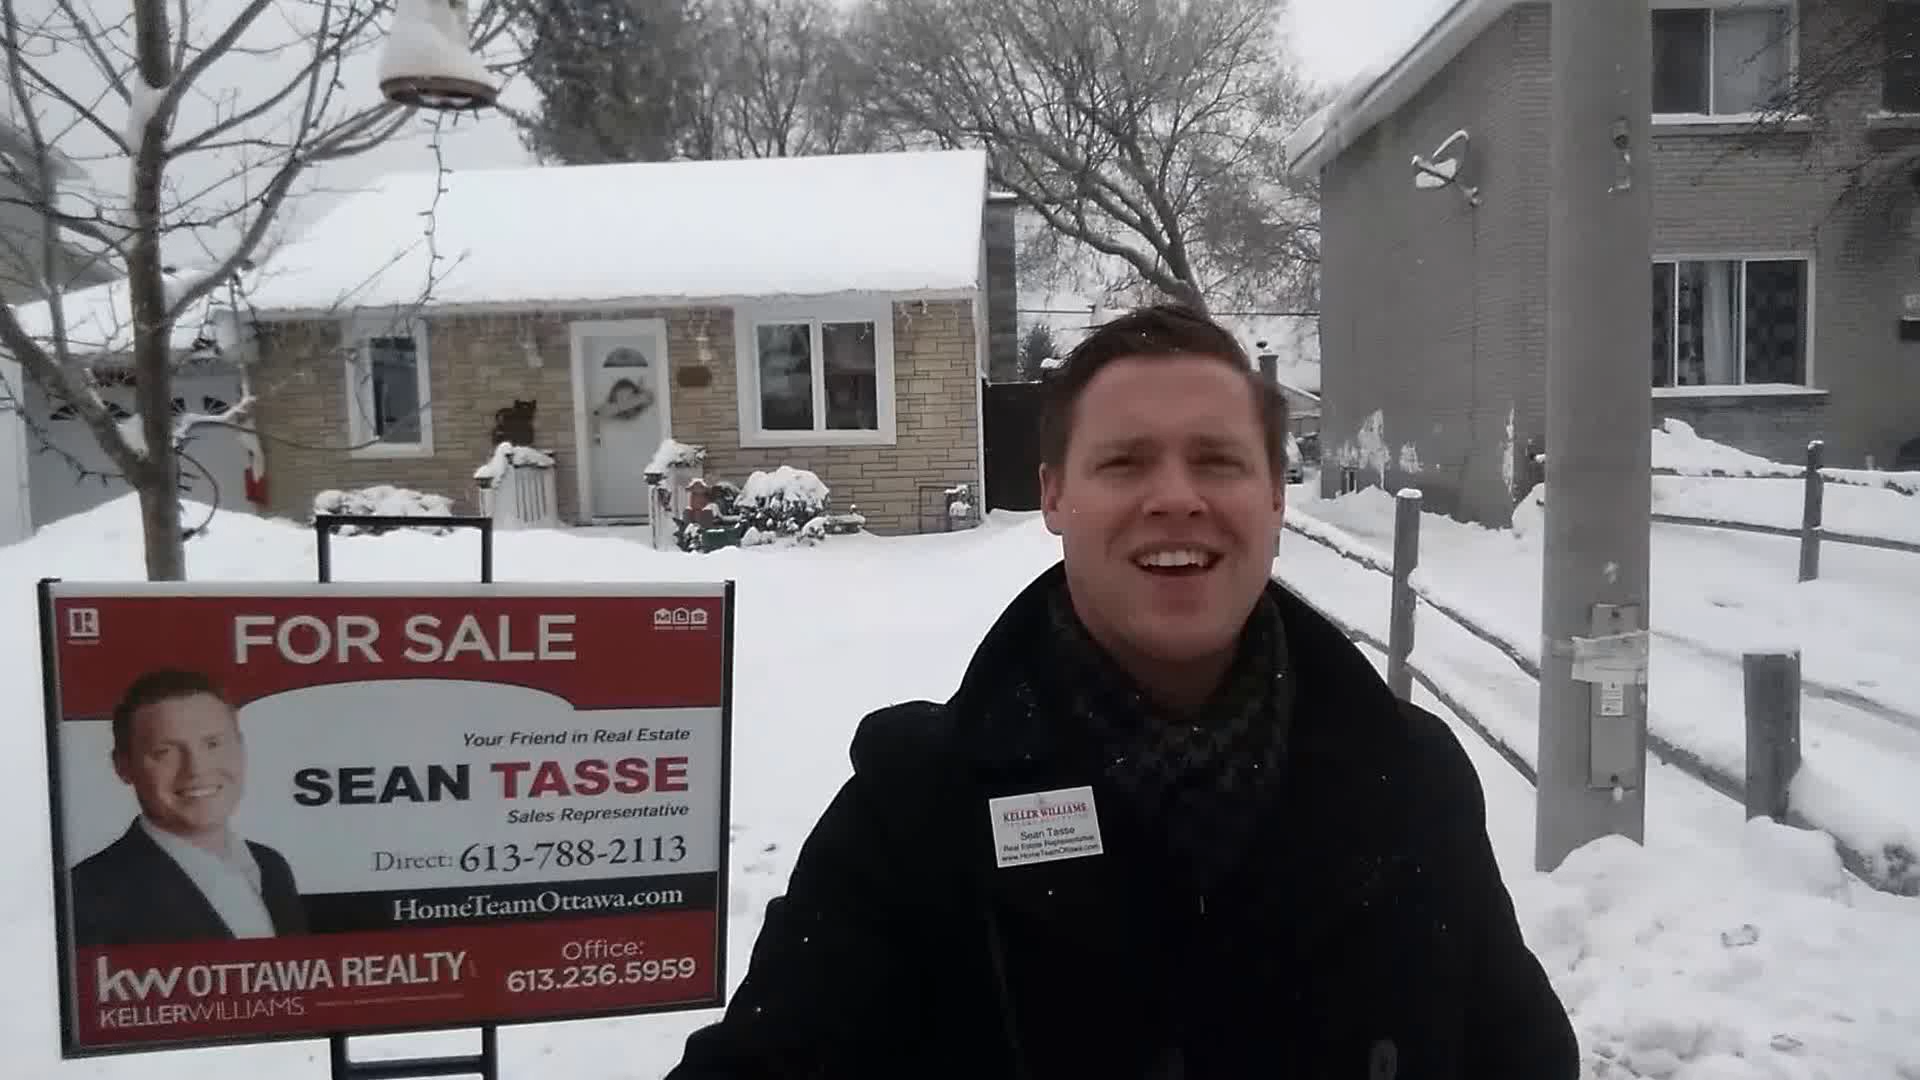 FOR SALE
MLS
Your Friend in Real Estate
SEAN TASSE
Sales Representative
Direct: 613-788-2113
HomeTeamOttawa.com
kw OTTAWA REALTY
KELLERWILLIAMS
Office:
613.236.5959
KELLER WILLIAMS
Sean Tasse
Real Estate Representative
www.HomeTeamOttawa.com